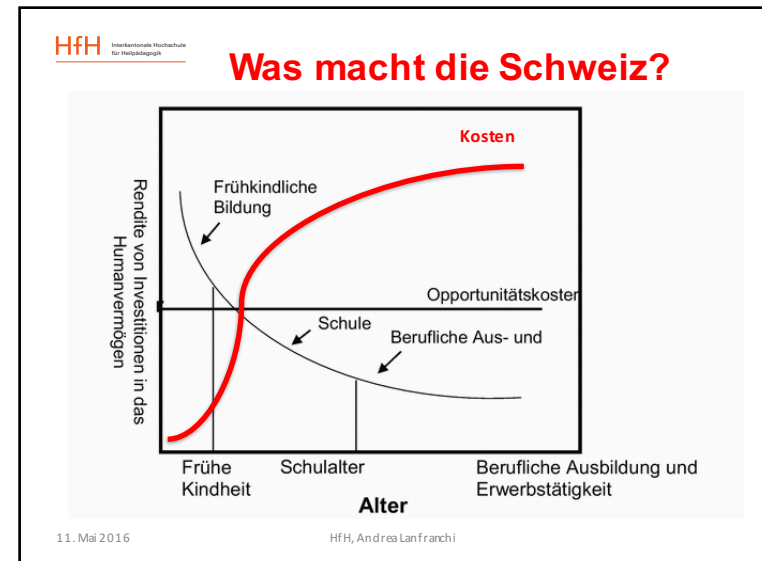 HfH Interkantonale Hochschule
für Heilpädagogik
Was macht die Schweiz?
Kosten
Frühkindliche
Bildung
Rendite von Investitionen in das
Humanvermögen
Opportunitätskoster
Schule
Berufliche Aus- und
Frühe
Kindheit
Schulalter
Berufliche Ausbildung und
Erwerbstätigkeit
Alter
11. Mai 2016
HfH, Andrea Lanfranchi